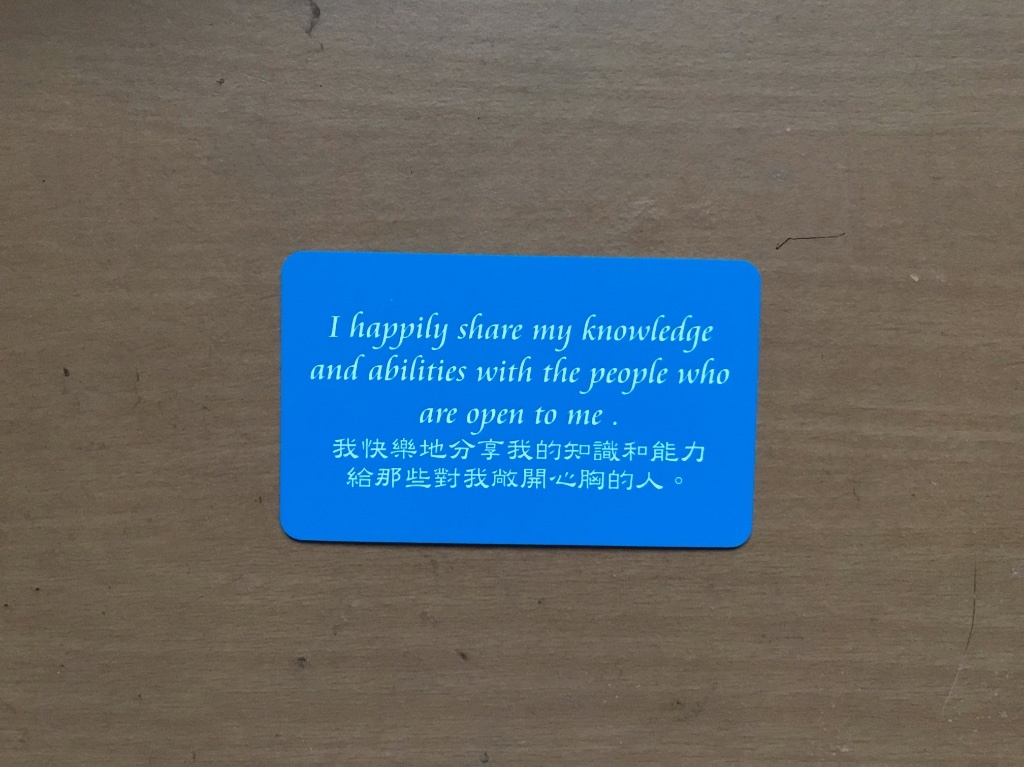 I happily share my knowledge
and abilities with the people who
are open to me .
我快樂地分享我的知識和能力
給那些對我敞開心胸的人。